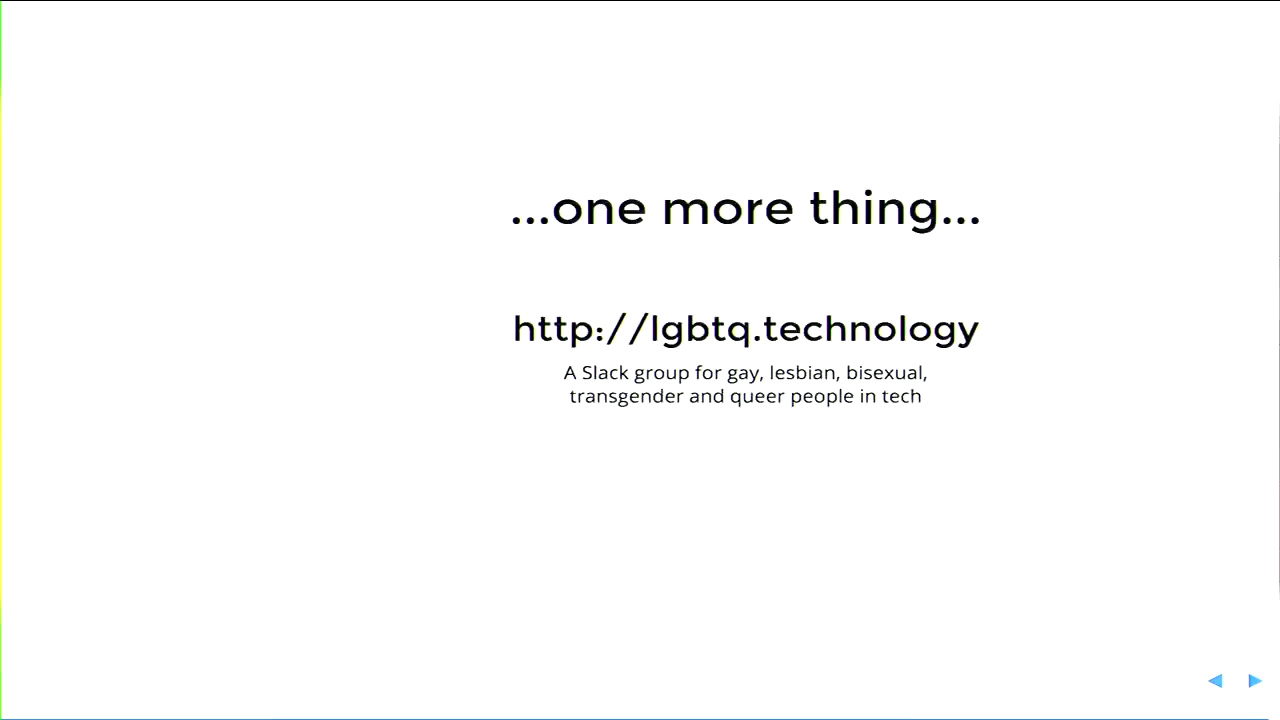 ...one more thing...
http://lgbtq.technology
A Slack group for gay, lesbian, bisexual,
transgender and queer people in tech